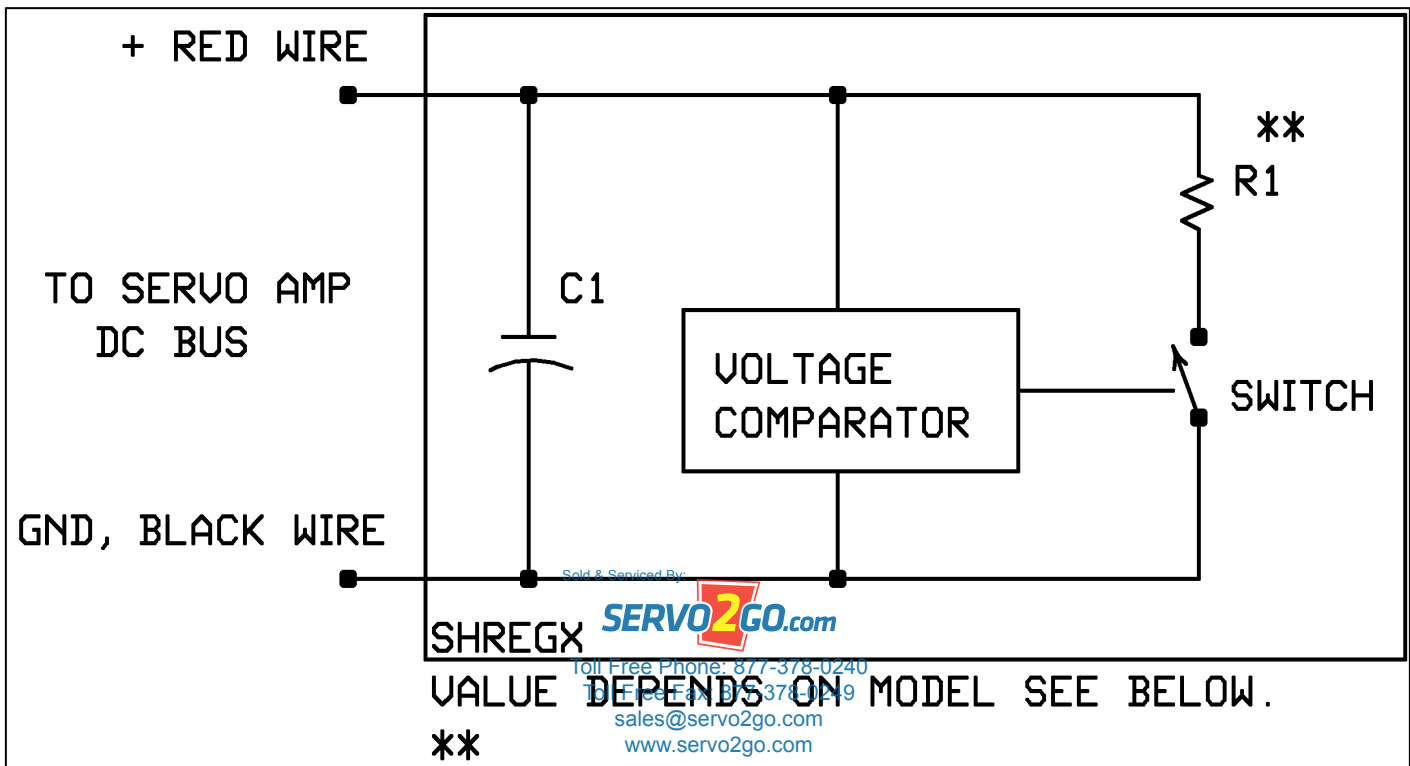 + RED WIRE
**
R1
TO SERVO AMP
DC BUS
C1
VOLTAGE
COMPARATOR
SWITCH
GND, BLACK WIRE
Sold & Serviced By:
SERVO2GO.com
SHREGX
Toll Free Phone: 877-378-0240
VALUE DEPENDS ON MODEL SEE BELOW.
Toll Free Fax: 877-378-0249
sales@servo2go.com
**
www.servo2go.com